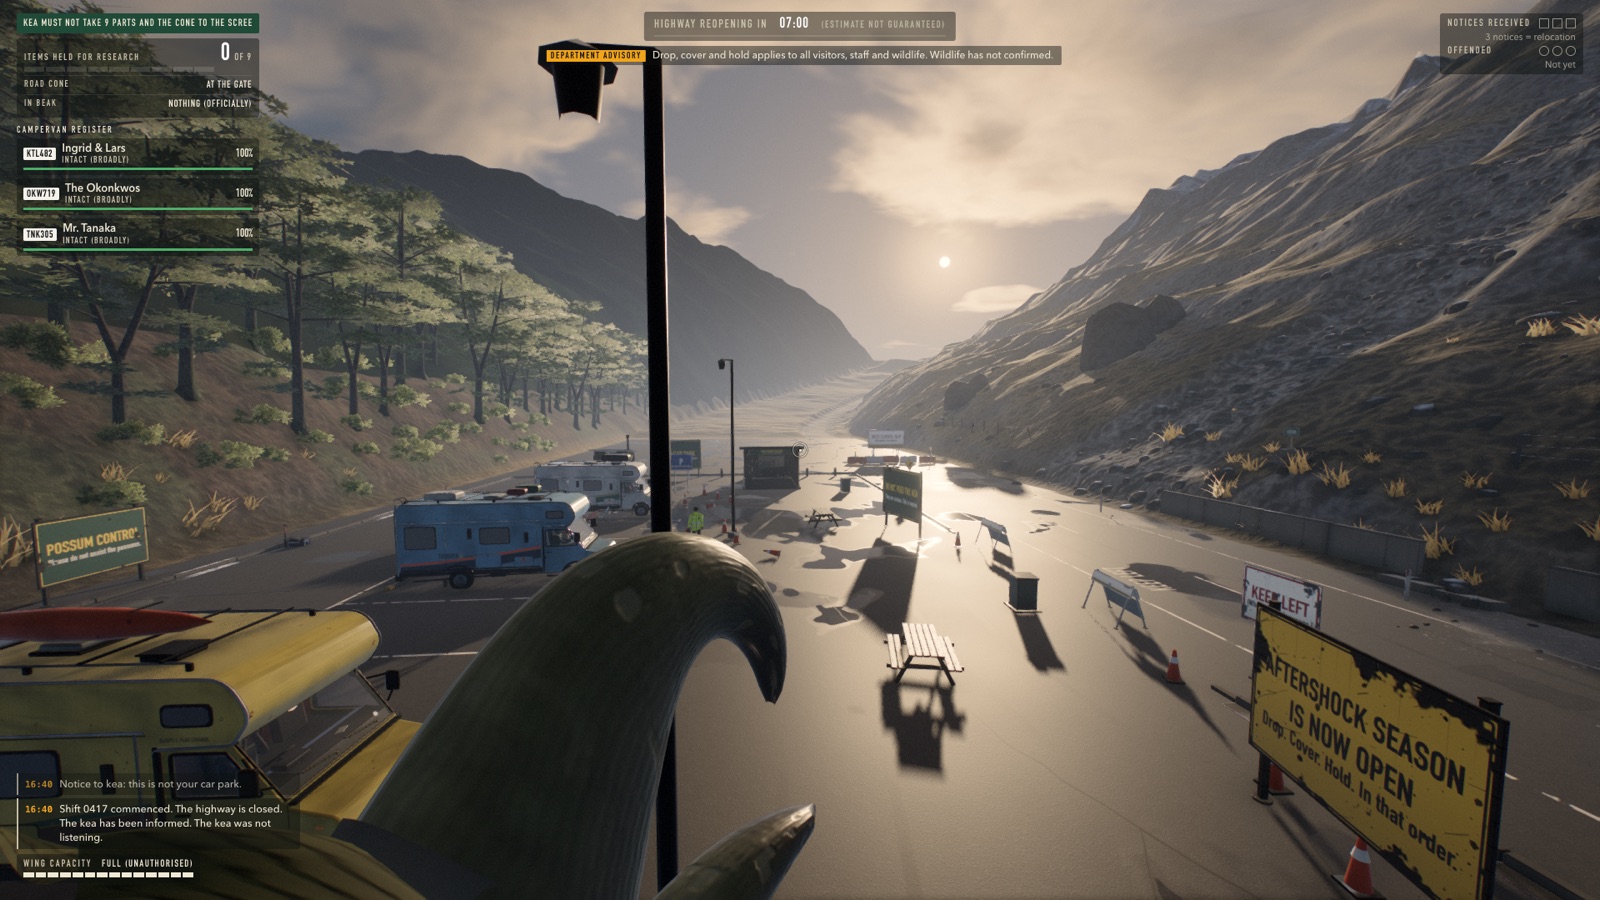 KEA MUST NOT TAKE 9 PARTS AND THE CONE TO THE SCREE
ITEMS HELD FOR RESEARCH 0 OF 9
ROAD CONE AT THE GATE
IN BEAK NOTHING (OFFICIALLY)
CAMPERVAN REGISTER
KTL482 Ingrid & Lars 100%
INTACT (BROADLY)
OKW719 The Okonkwos 100%
INTACT (BROADLY)
TNK305 Mr. Tanaka 100%
INTACT (BROADLY)
HIGHWAY REOPENING IN 07:00 (ESTIMATE NOT GUARANTEED)
DEPARTMENT ADVISORY Drop, cover and hold applies to all visitors, staff and wildlife. Wildlife has not confirmed.
NOTICES RECEIVED
3 notices = relocation
OFFENDED
Not yet
POSSUM CONTROL
KEEP LEFT
AFTERSHOCK SEASON
IS NOW OPEN
Drop. Cover. Hold. In that order.
16:40 Notice to kea: this is not your car park.
16:40 Shift 0417 commenced. The highway is closed.
The kea has been informed. The kea was not
listening.
WING CAPACITY FULL (UNAUTHORISED)